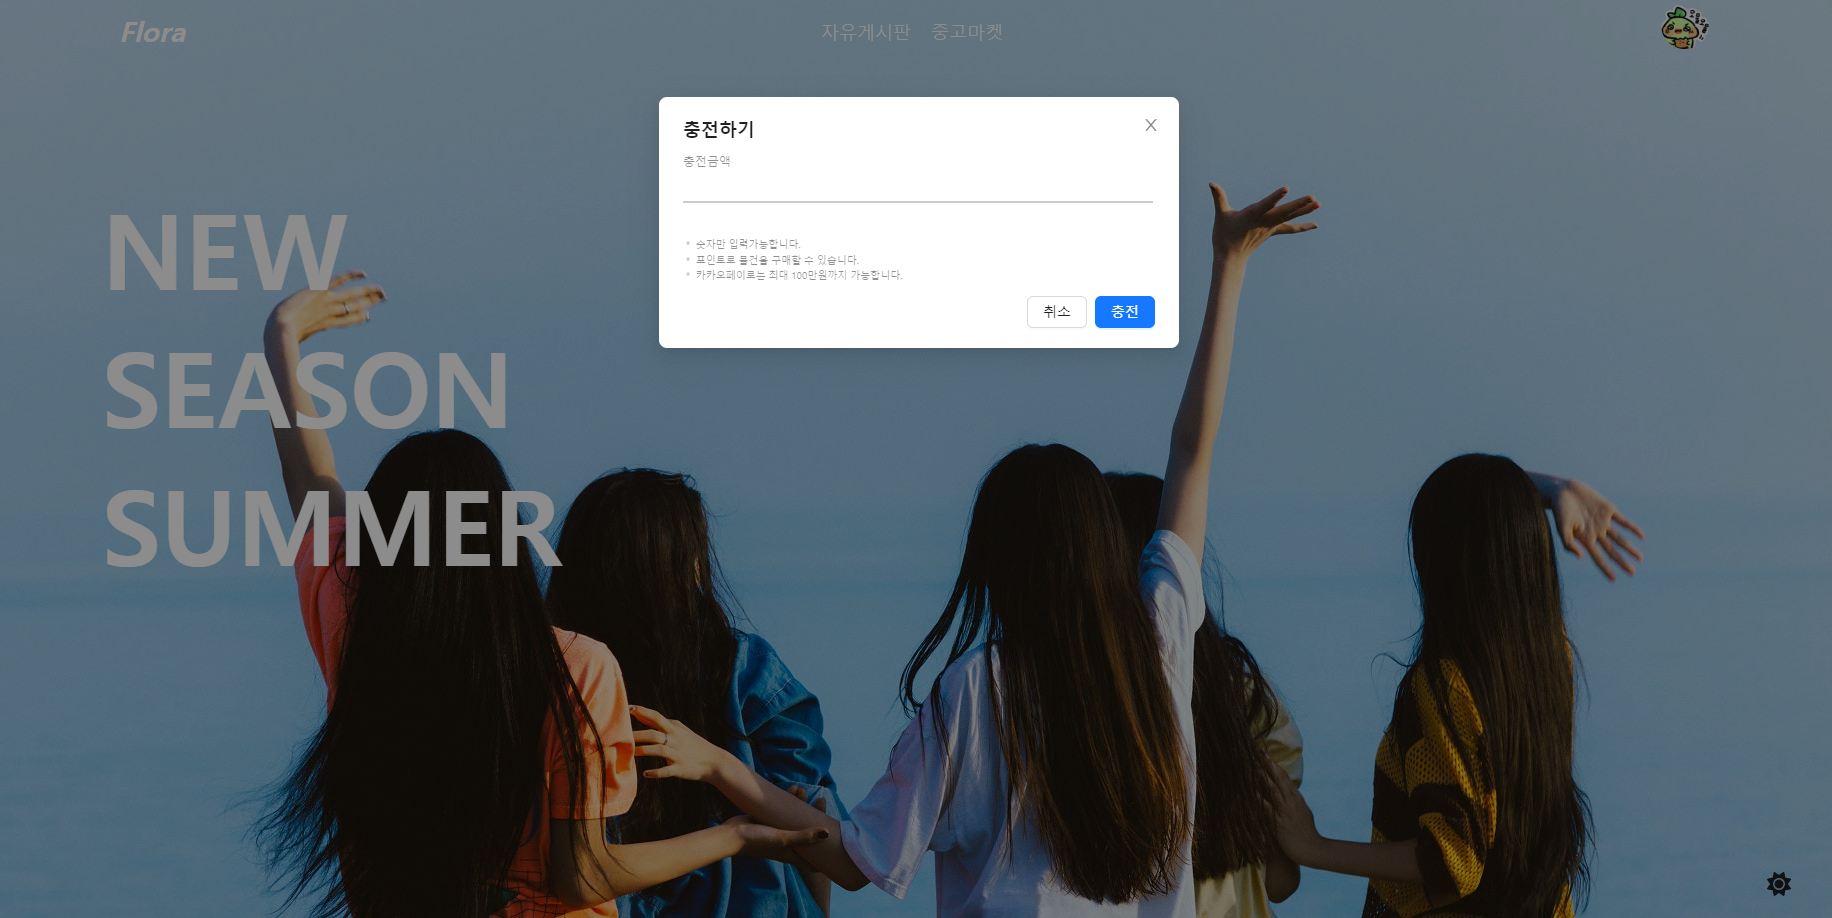 Flora
자유게시판 중고마켓
충전하기
충전금액
숫자만 입력가능합니다.
포인트로 물건을 구매할 수 있습니다.
카카오페이로는 최대 100만원까지 가능합니다.
취소 충전
NEW
SEASON
SUMMER